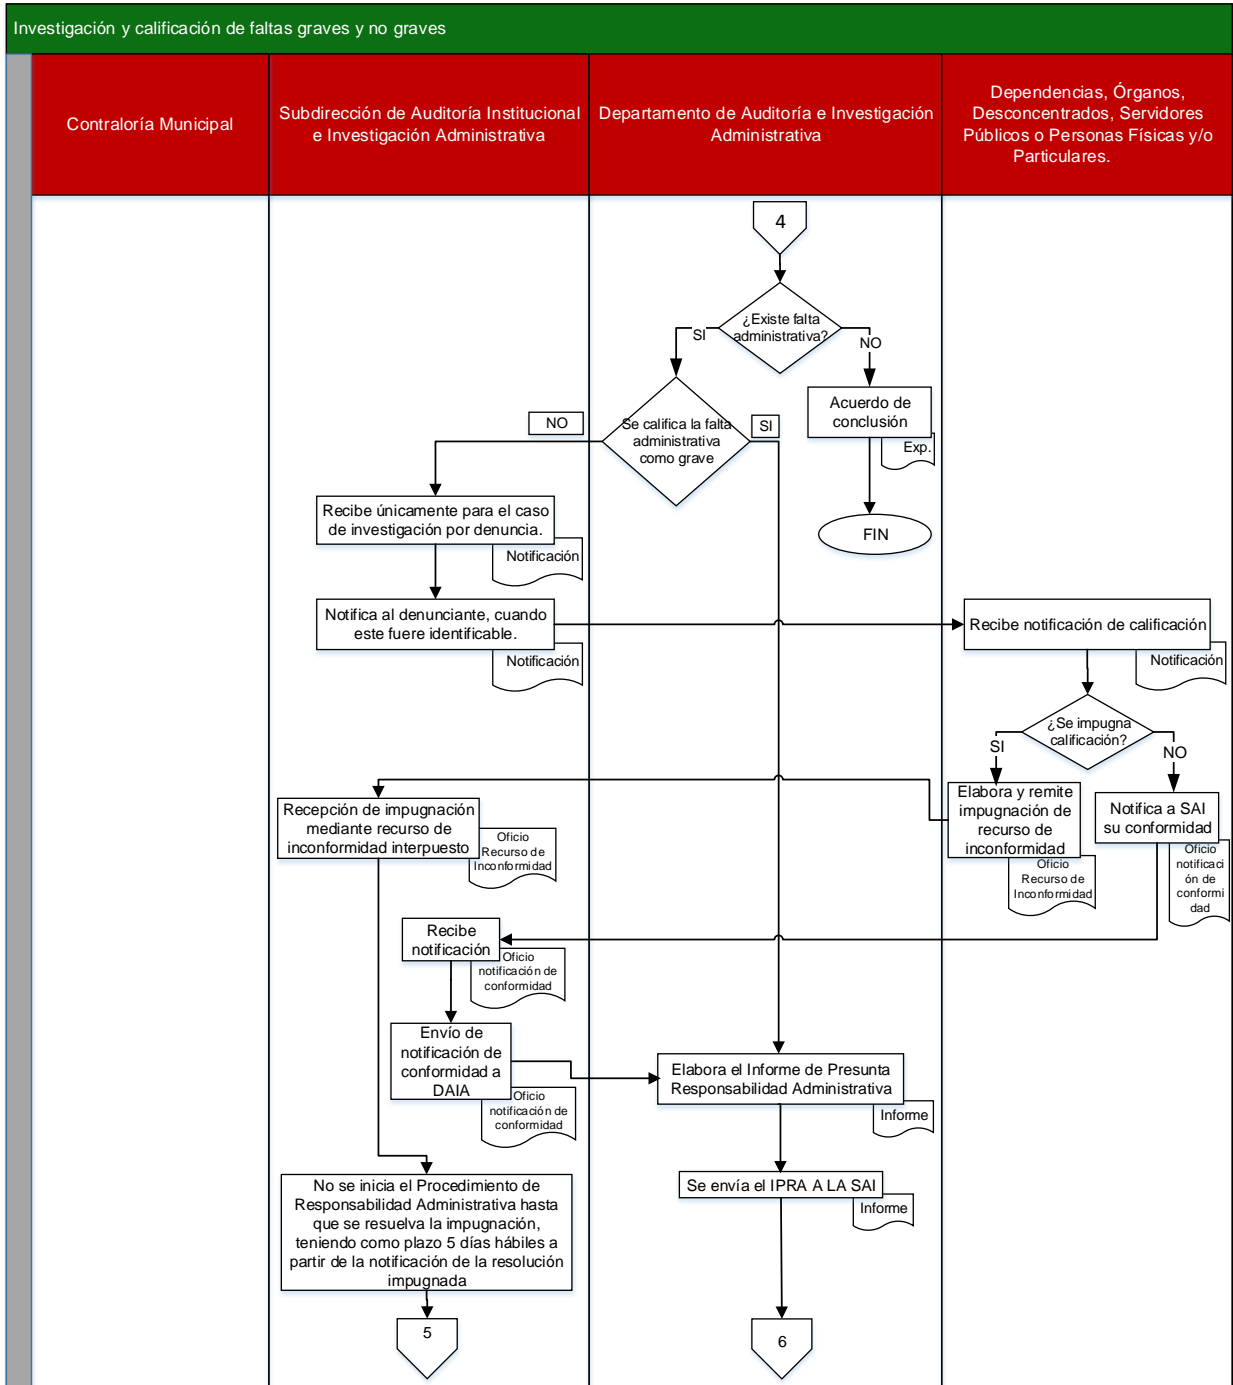 Investigación y calificación de faltas graves y no graves
Contraloría Municipal
Subdirección de Auditoría Institucional
e Investigación Administrativa
Departamento de Auditoría e Investigación
Administrativa
Dependencias, Órganos,
Desconcentrados, Servidores
Públicos o Personas Físicas y/o
Particulares.
4
¿Existe falta
administrativa?
SI
NO
Acuerdo de
conclusión
Exp.
FIN
Se califica la falta
administrativa
como grave
NO
SI
Recibe únicamente para el caso
de investigación por denuncia.
Notificación
Notifica al denunciante, cuando
este fuere identificable.
Notificación
Recibe notificación de calificación
Notificación
¿Se impugna
calificación?
SI
NO
Elabora y remite
impugnación de
recurso de
inconformidad
Oficio
Recurso de
Inconformidad
Notifica a SAI
su conformidad
Oficio
notificaci
ón de
conformi
dad
Recepción de impugnación
mediante recurso de
inconformidad interpuesto
Oficio
Recurso de
Inconformidad
Recibe
notificación
Oficio
notificación de
conformidad
Envío de
notificación de
conformidad a
DAIA
Oficio
notificación de
conformidad
Elabora el Informe de Presunta
Responsabilidad Administrativa
Informe
Se envía el IPRA A LA SAI
Informe
No se inicia el Procedimiento de
Responsabilidad Administrativa hasta
que se resuelva la impugnación,
teniendo como plazo 5 días hábiles a
partir de la notificación de la resolución
impugnada
5
6